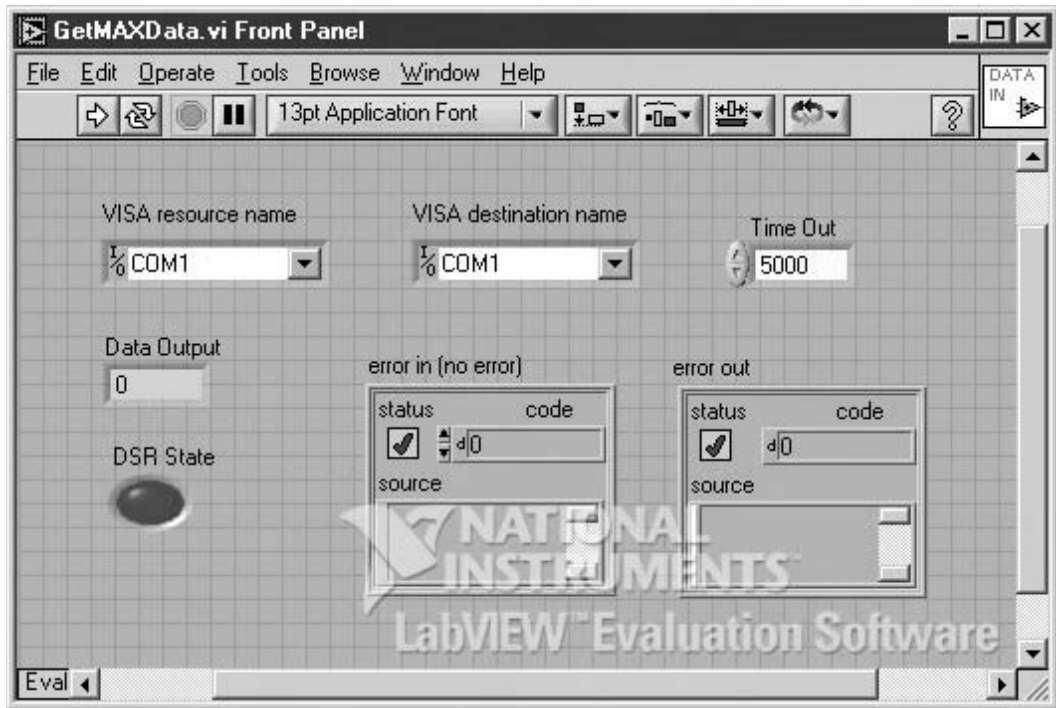 GetMAXData.vi Front Panel
File Edit Operate Tools Browse Window Help
13pt Application Font
DATA
IN
VISA resource name VISA destination name Time Out
I/O COM1 I/O COM1 5000
Data Output
0
error in (no error) error out
status code status code
d 0 d 0
DSR State
source source
NATIONAL
INSTRUMENTS
LabVIEW™ Evaluation Software
Eval